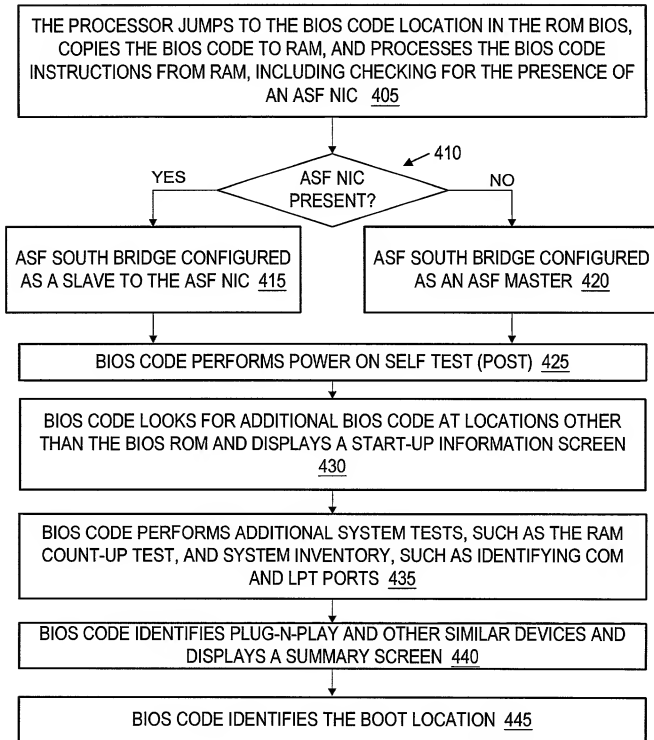 THE PROCESSOR JUMPS TO THE BIOS CODE LOCATION IN THE ROM BIOS,
COPIES THE BIOS CODE TO RAM, AND PROCESSES THE BIOS CODE
INSTRUCTIONS FROM RAM, INCLUDING CHECKING FOR THE PRESENCE OF
AN ASF NIC 405
410
YES
ASF NIC
PRESENT?
NO
ASF SOUTH BRIDGE CONFIGURED
AS A SLAVE TO THE ASF NIC 415
ASF SOUTH BRIDGE CONFIGURED
AS AN ASF MASTER 420
BIOS CODE PERFORMS POWER ON SELF TEST (POST) 425
BIOS CODE LOOKS FOR ADDITIONAL BIOS CODE AT LOCATIONS OTHER
THAN THE BIOS ROM AND DISPLAYS A START-UP INFORMATION SCREEN
430
BIOS CODE PERFORMS ADDITIONAL SYSTEM TESTS, SUCH AS THE RAM
COUNT-UP TEST, AND SYSTEM INVENTORY, SUCH AS IDENTIFYING COM
AND LPT PORTS 435
BIOS CODE IDENTIFIES PLUG-N-PLAY AND OTHER SIMILAR DEVICES AND
DISPLAYS A SUMMARY SCREEN 440
BIOS CODE IDENTIFIES THE BOOT LOCATION 445